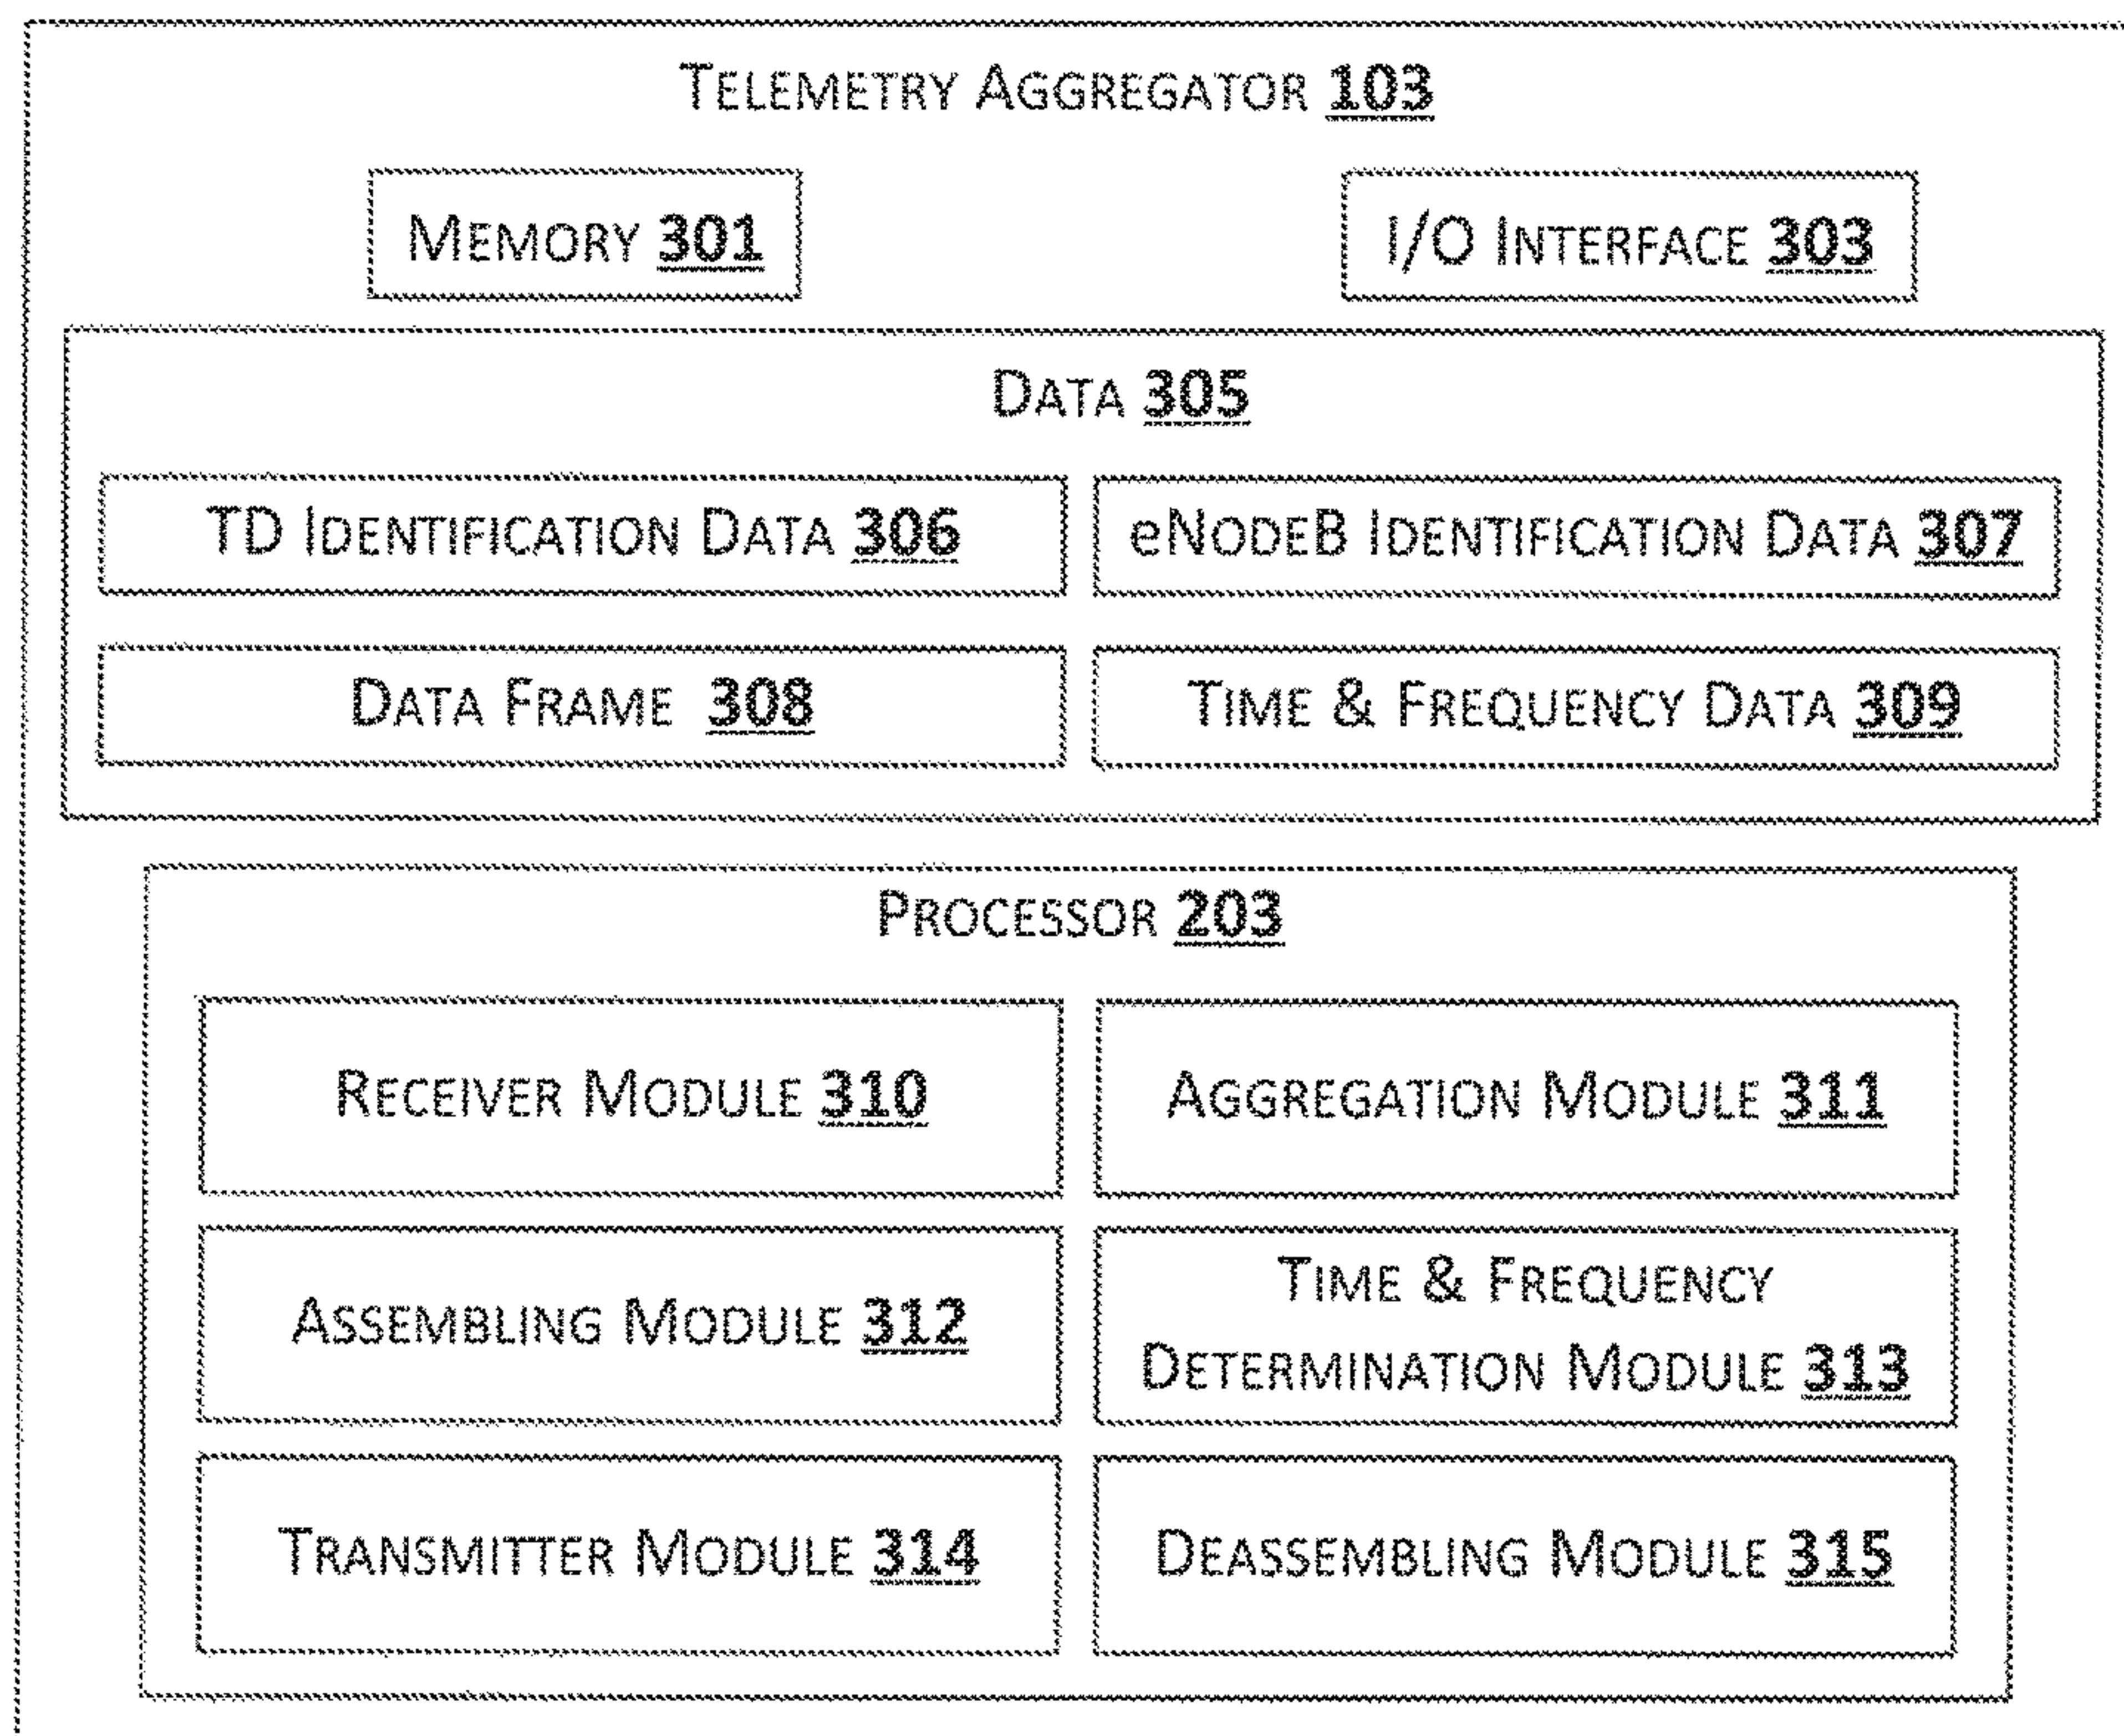 TELEMETRY AGGREGATOR 103
MEMORY 301
I/O INTERFACE 303
DATA 305
TD IDENTIFICATION DATA 306
eNODEB IDENTIFICATION DATA 307
DATA FRAME 308
TIME & FREQUENCY DATA 309
PROCESSOR 203
RECEIVER MODULE 310
AGGREGATION MODULE 311
ASSEMBLING MODULE 312
TIME & FREQUENCY
DETERMINATION MODULE 313
TRANSMITTER MODULE 314
DEASSEMBLING MODULE 315